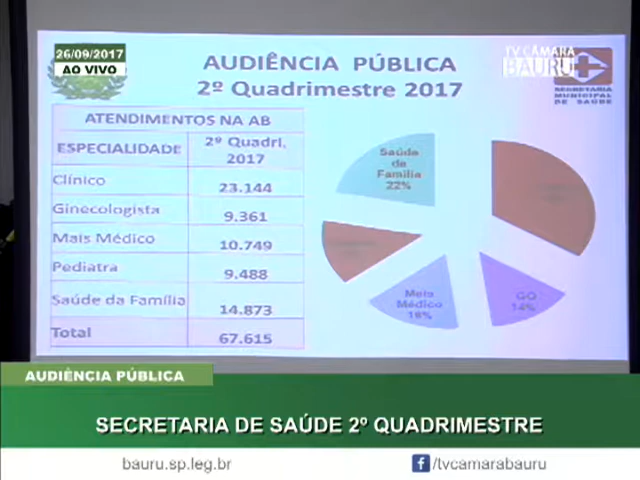 26/09/2017
AO VIVO
AUDIÊNCIA PÚBLICA
2º Quadrimestre 2017
TV CÂMARA
BAURU
SECRETARIA
MUNICIPAL
DE SAÚDE
ATENDIMENTOS NA AB
ESPECIALIDADE 2º Quadri. 2017
Clínico 23.144
Ginecologista 9.361
Mais Médico 10.749
Pediatra 9.488
Saúde da Família 14.873
Total 67.615
Saúde
da
Família
22%
Mais
Médico
16%
GO
14%
AUDIÊNCIA PÚBLICA
SECRETARIA DE SAÚDE 2º QUADRIMESTRE
bauru.sp.leg.br
f /tvcamarabauru